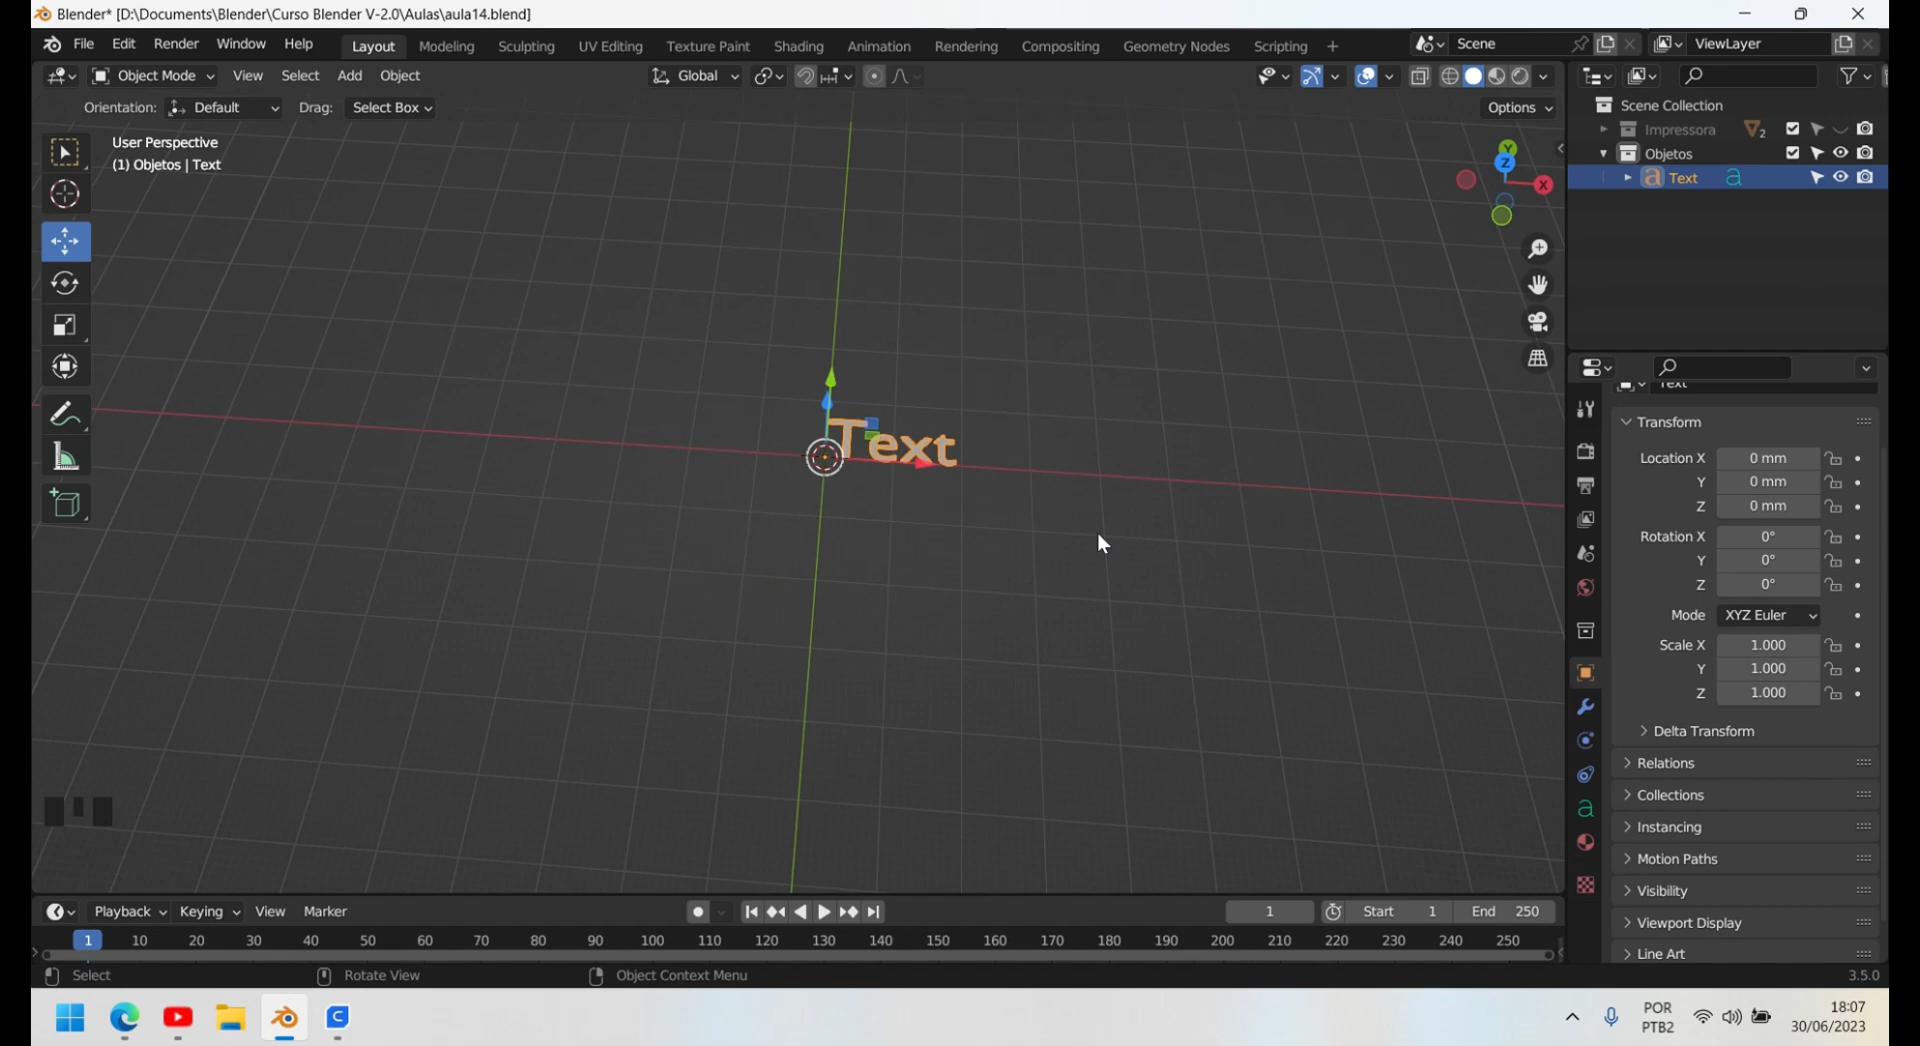 Blender* [D:\Documents\Blender\Curso Blender V-2.0\Aulas\aula14.blend]
File Edit Render Window Help Layout Modeling Sculpting UV Editing Texture Paint Shading Animation Rendering Compositing Geometry Nodes Scripting + Scene ViewLayer
Object Mode View Select Add Object Global
Orientation: Default Drag: Select Box Options
User Perspective
(1) Objetos | Text
Scene Collection
Impressora 2
Objetos
Text a
Y
Z
X
Text
Text
Transform
Location X 0 mm
Y 0 mm
Z 0 mm
Rotation X 0°
Y 0°
Z 0°
Mode XYZ Euler
Scale X 1.000
Y 1.000
Z 1.000
Delta Transform
Relations
Collections
Instancing
Motion Paths
Visibility
Viewport Display
Line Art
Playback Keying View Marker 1 Start 1 End 250
1 10 20 30 40 50 60 70 80 90 100 110 120 130 140 150 160 170 180 190 200 210 220 230 240 250
Select Rotate View Object Context Menu 3.5.0
POR
PTB2
18:07
30/06/2023